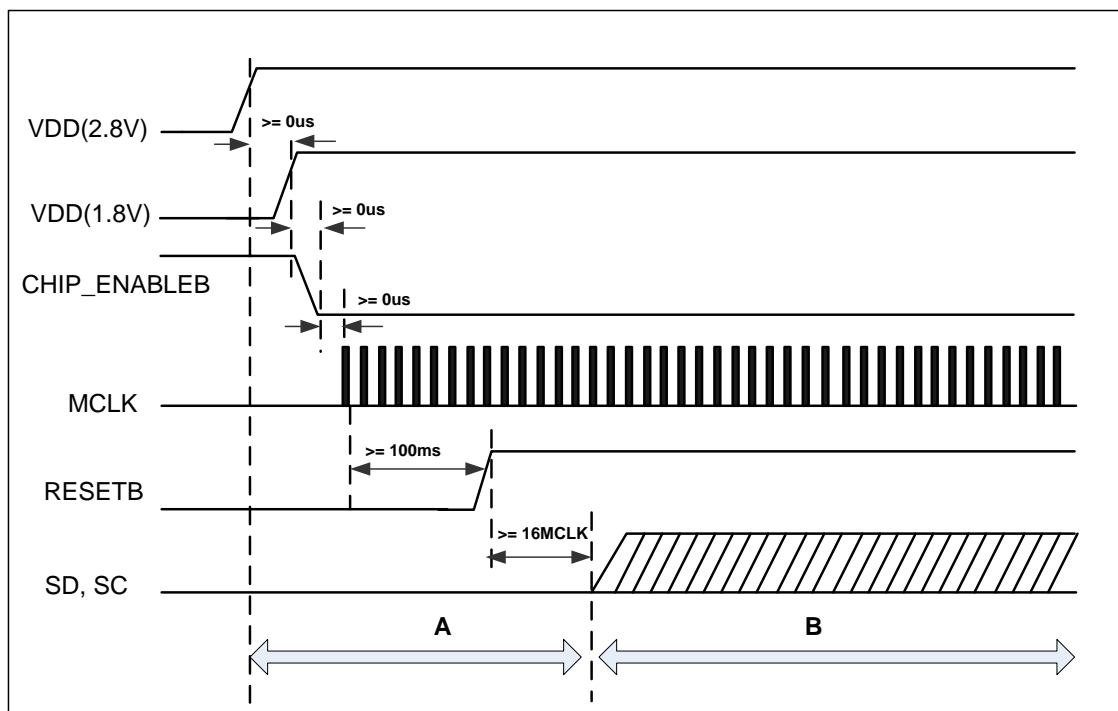 VDD(2.8V)
>= 0us
VDD(1.8V)
>= 0us
CHIP_ENABLEB
>= 0us
MCLK
>= 100ms
RESETB
>= 16MCLK
SD, SC
A
B